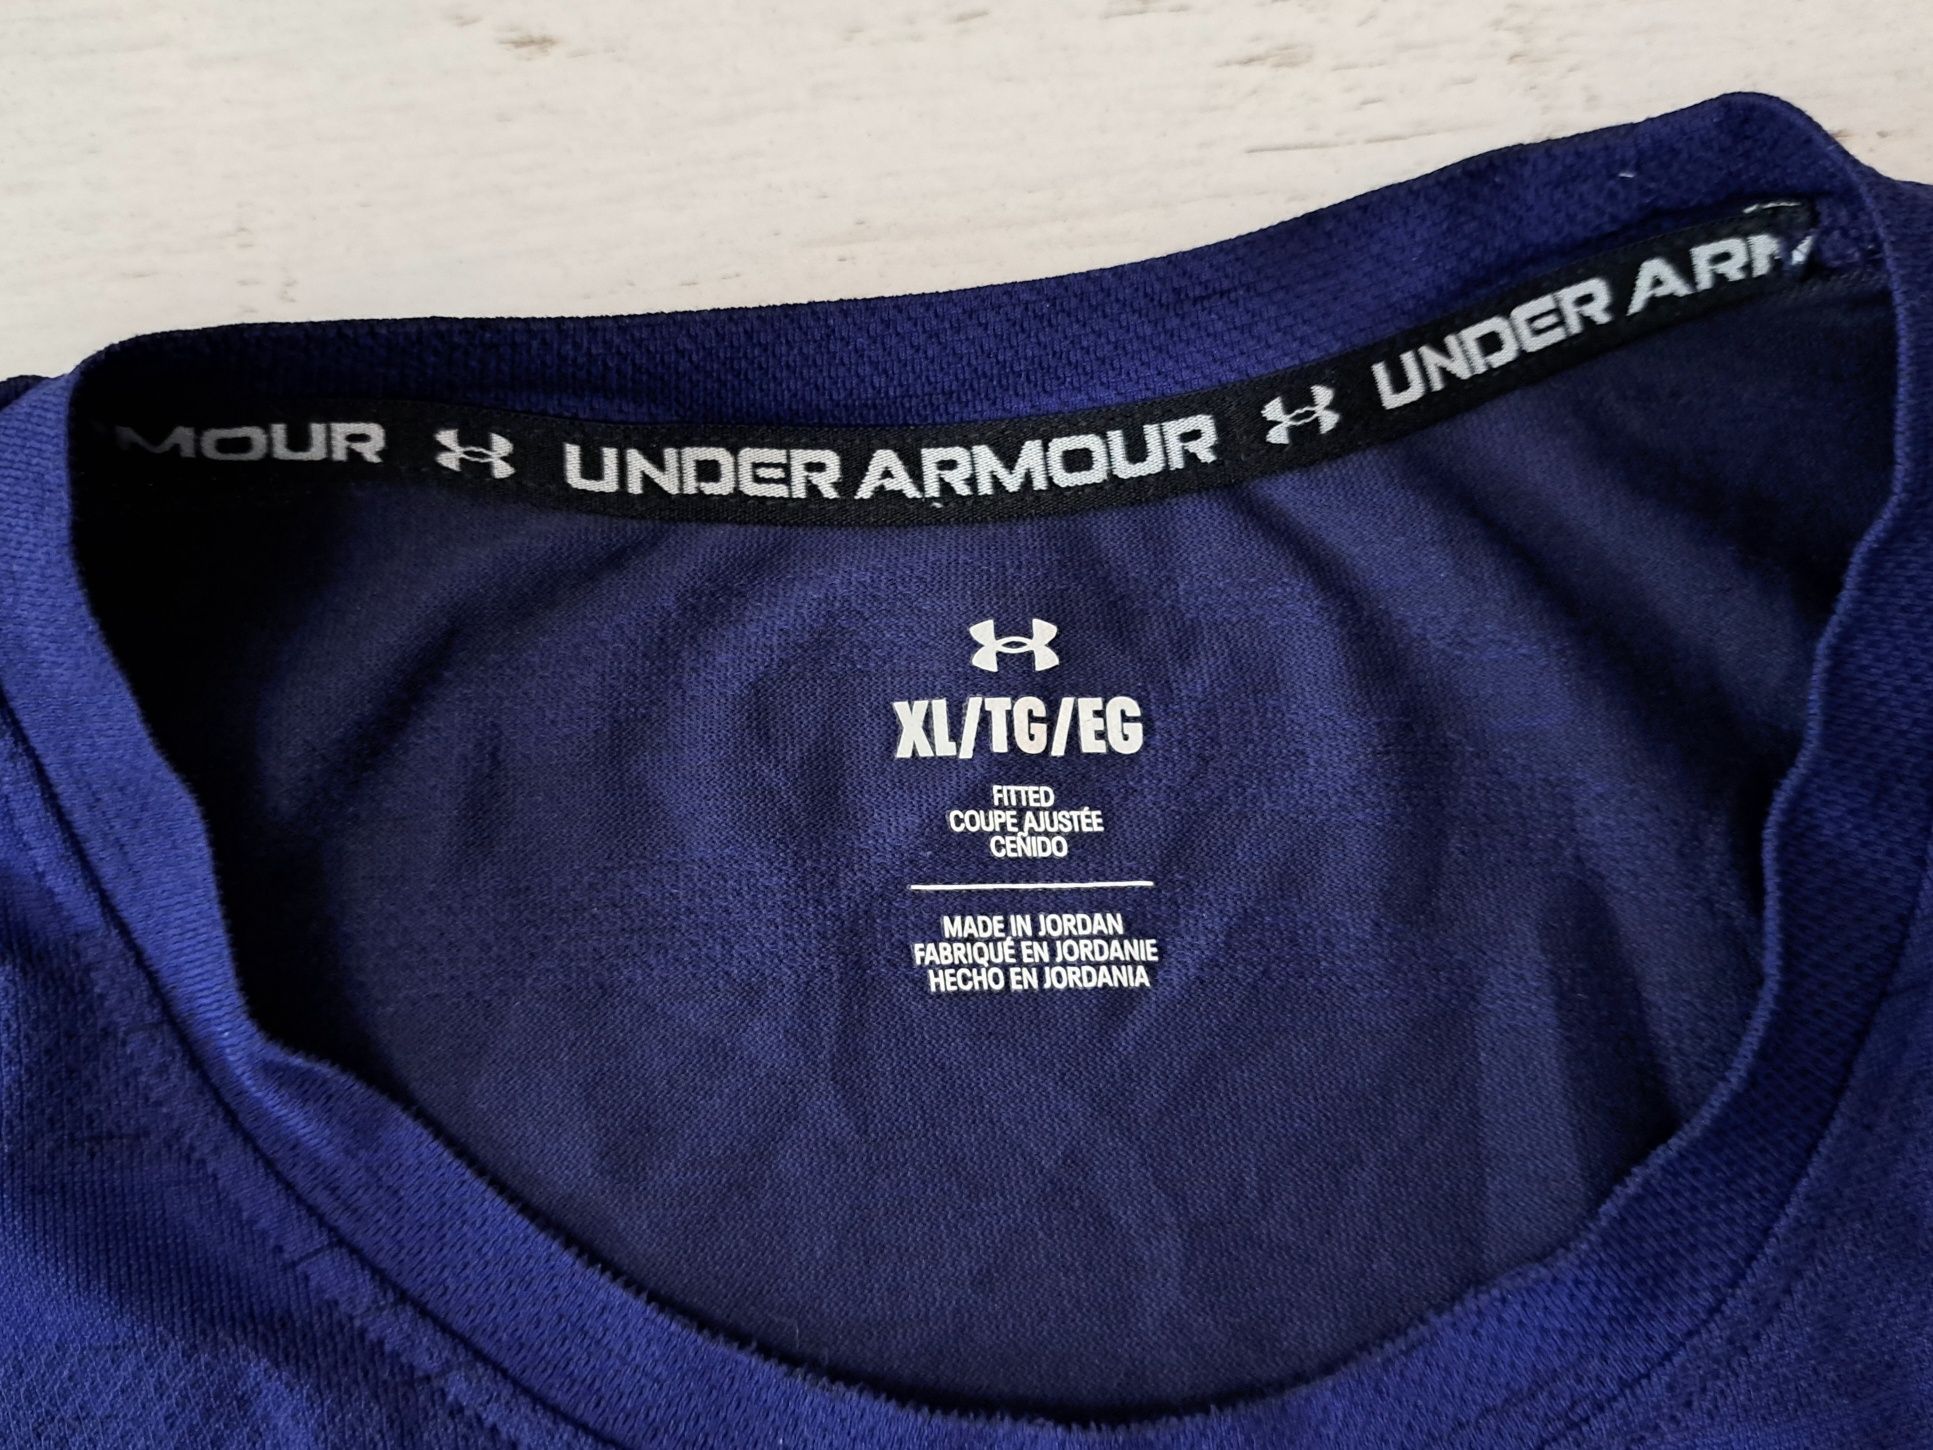 MOUR UNDER ARMOUR UNDER ARM
XL/TG/EG
FITTED
COUPE AJUSTÉE
CEÑIDO
MADE IN JORDAN
FABRIQUÉ EN JORDANIE
HECHO EN JORDANIA